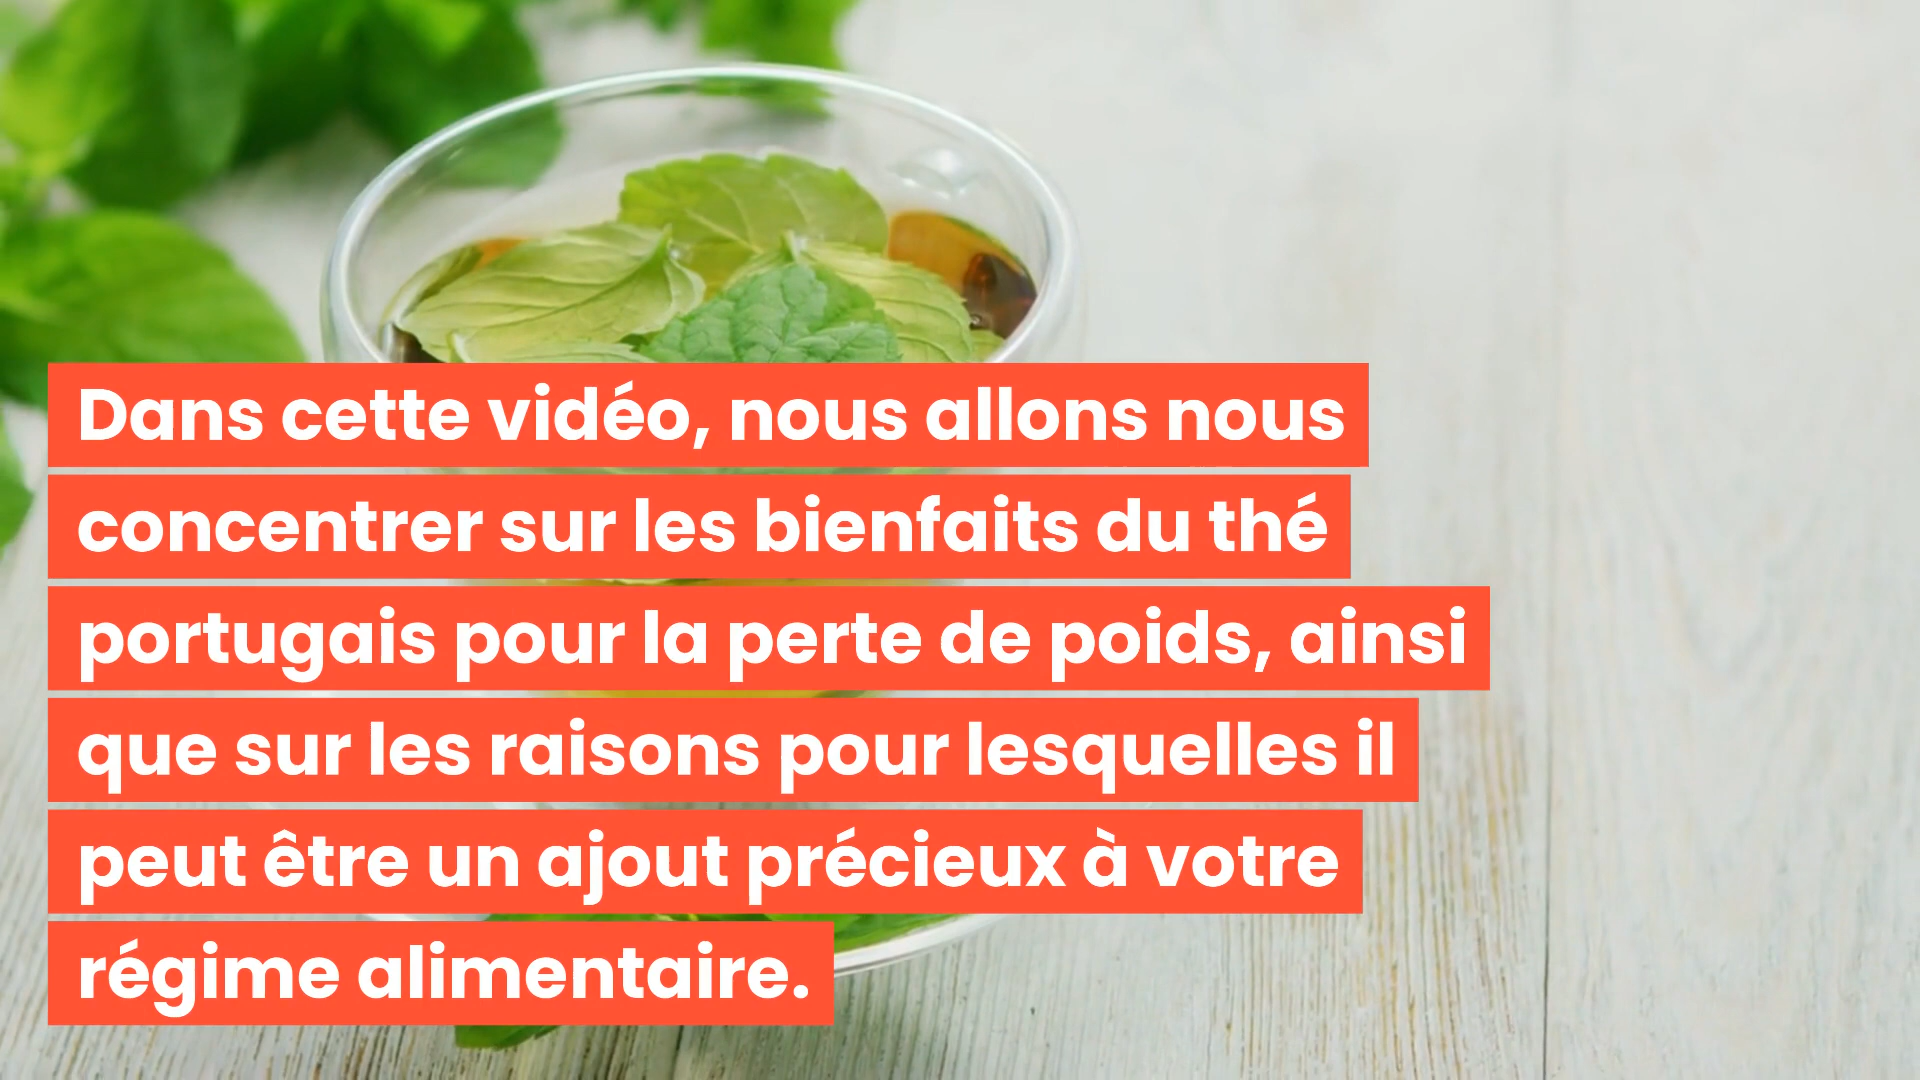 Dans cette vidéo, nous allons nous
concentrer sur les bienfaits du thé
portugais pour la perte de poids, ainsi
que sur les raisons pour lesquelles il
peut être un ajout précieux à votre
régime alimentaire.